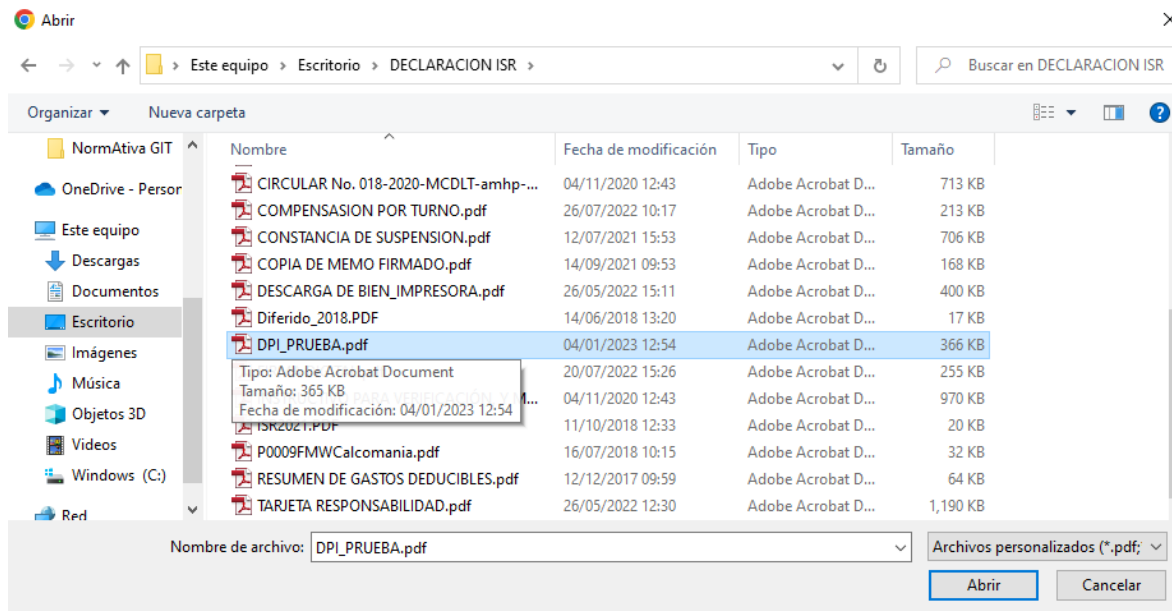 Abrir
Este equipo > Escritorio > DECLARACION ISR >
Buscar en DECLARACION ISR
Organizar Nueva carpeta
Nombre Fecha de modificación Tipo Tamaño
NormAtiva GIT
OneDrive - Person
Este equipo
Descargas
Documentos
Escritorio
Imágenes
Música
Objetos 3D
Videos
Windows (C:)
Red
CIRCULAR No. 018-2020-MCDLT-amhp-... 04/11/2020 12:43 Adobe Acrobat D... 713 KB
COMPENSASION POR TURNO.pdf 26/07/2022 10:17 Adobe Acrobat D... 213 KB
CONSTANCIA DE SUSPENSION.pdf 12/07/2021 15:53 Adobe Acrobat D... 706 KB
COPIA DE MEMO FIRMADO.pdf 14/09/2021 09:53 Adobe Acrobat D... 168 KB
DESCARGA DE BIEN_IMPRESORA.pdf 26/05/2022 15:11 Adobe Acrobat D... 400 KB
Diferido_2018.PDF 14/06/2018 13:20 Adobe Acrobat D... 17 KB
DPI_PRUEBA.pdf 04/01/2023 12:54 Adobe Acrobat D... 366 KB
Tipo: Adobe Acrobat Document
Tamaño: 365 KB
Fecha de modificación: 04/01/2023 12:54
20/07/2022 15:26 Adobe Acrobat D... 255 KB
PARA VERIFICACIÓN Y M... 04/11/2020 12:43 Adobe Acrobat D... 970 KB
ISR2021.PDF 11/10/2018 12:33 Adobe Acrobat D... 20 KB
P0009FMWCalcomania.pdf 16/07/2018 10:15 Adobe Acrobat D... 32 KB
RESUMEN DE GASTOS DEDUCIBLES.pdf 12/12/2017 09:59 Adobe Acrobat D... 64 KB
TARJETA RESPONSABILIDAD.pdf 26/05/2022 12:30 Adobe Acrobat D... 1,190 KB
Nombre de archivo: DPI_PRUEBA.pdf
Archivos personalizados (*.pdf;
Abrir Cancelar